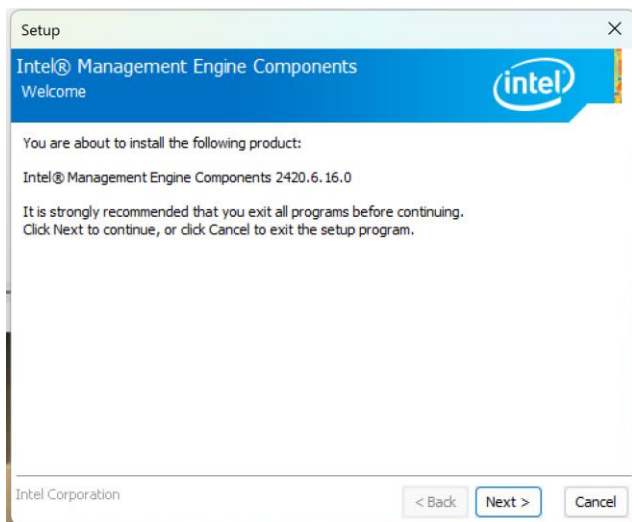 Setup
Intel® Management Engine Components
Welcome
intel
You are about to install the following product:
Intel® Management Engine Components 2420.6.16.0
It is strongly recommended that you exit all programs before continuing.
Click Next to continue, or click Cancel to exit the setup program.
Intel Corporation
< Back Next > Cancel